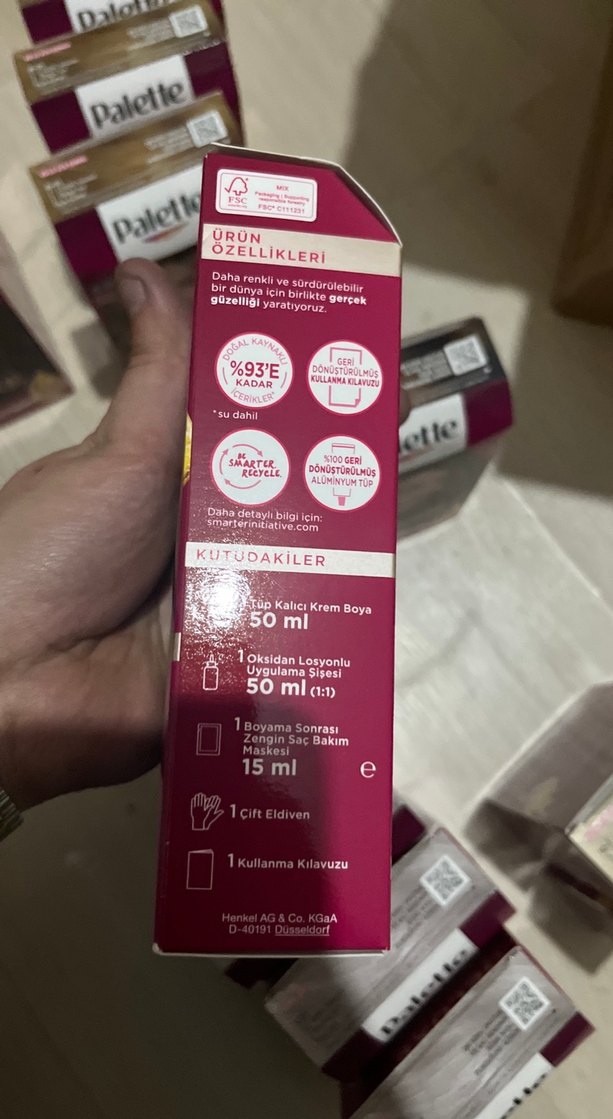 Palette
Palette
Palette
FSC
MIX
Packaging | Supporting
responsible forestry
FSC® C111231
ÜRÜN
ÖZELLİKLERİ
Daha renkli ve sürdürülebilir
bir dünya için birlikte gerçek
güzelliği yaratıyoruz.
DOĞAL KAYNAKLI
%93'E
KADAR
İÇERİKLER*
*su dahil
GERİ
DÖNÜŞTÜRÜLMÜŞ
KULLANMA KILAVUZU
BE
SMARTER.
RECYCLE.
%100 GERİ
DÖNÜŞTÜRÜLMÜŞ
ALÜMİNYUM TÜP
Daha detaylı bilgi için:
smarterinitiative.com
KUTUDAKİLER
Tüp Kalıcı Krem Boya
50 ml
1 Oksidan Losyonlu
Uygulama Şişesi
50 ml (1:1)
1 Boyama Sonrası
Zengin Saç Bakım
Maskesi
15 ml
e
1 Çift Eldiven
1 Kullanma Kılavuzu
Henkel AG & Co. KGaA
D-40191 Düsseldorf
ette
Palette
Palette